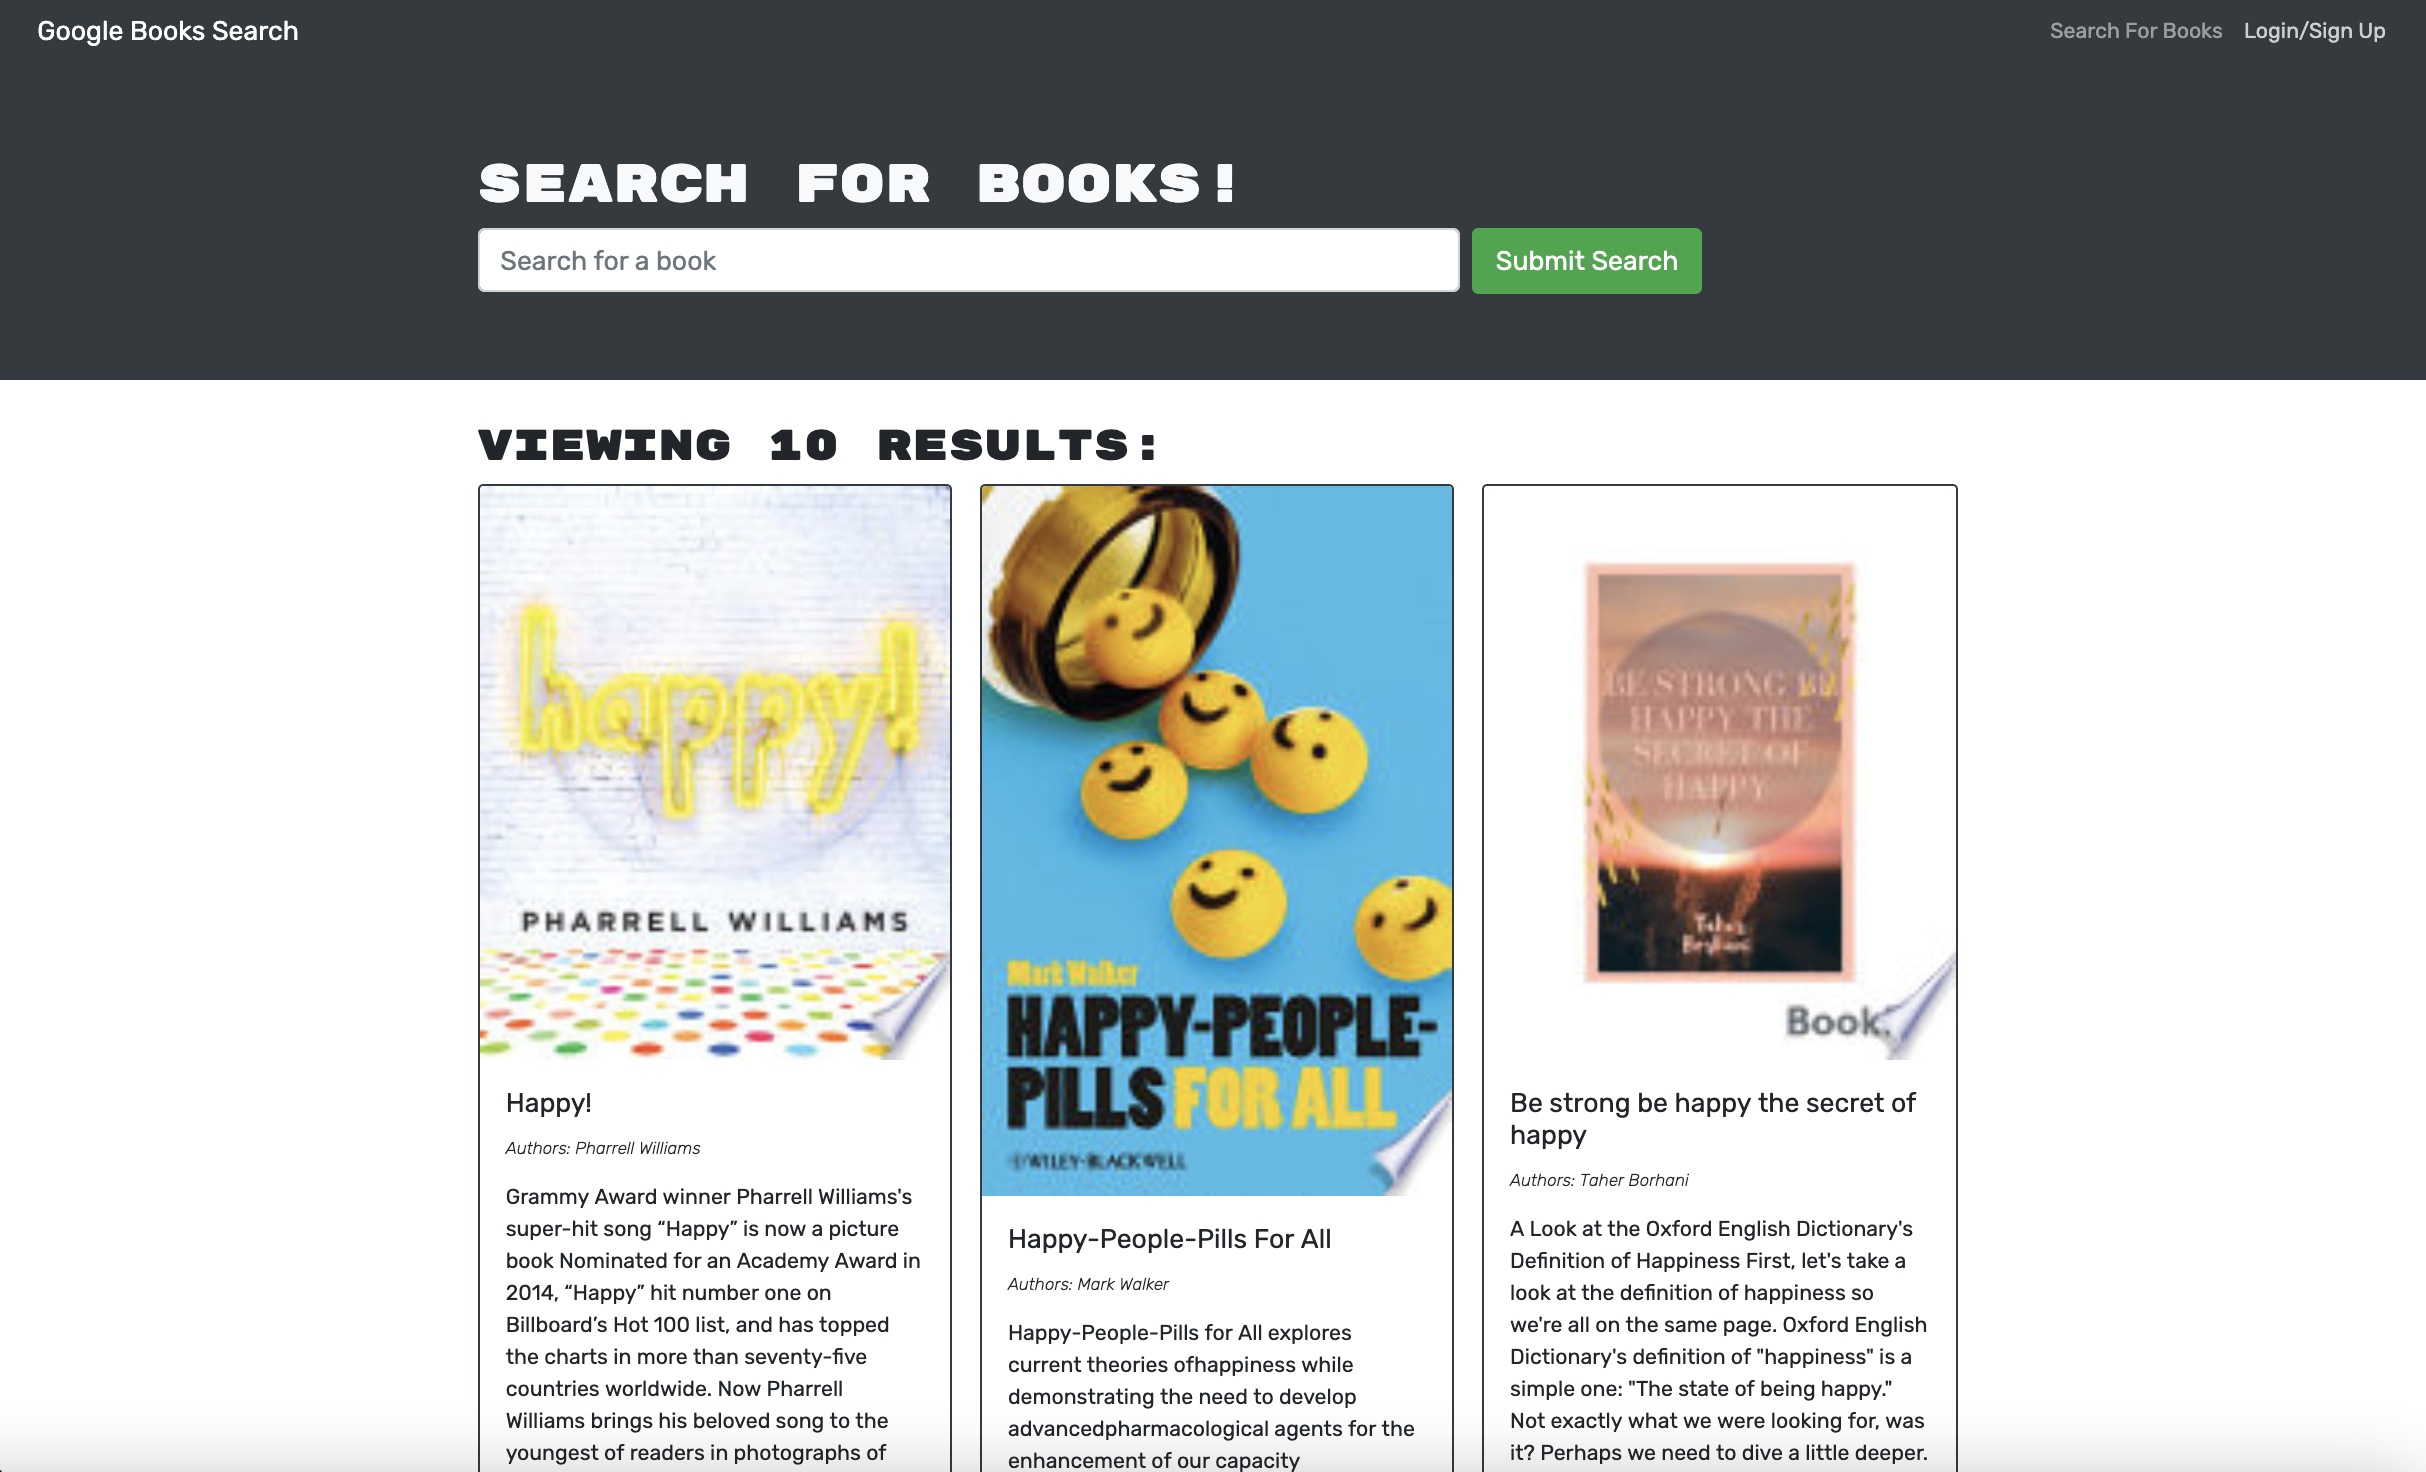 Google Books Search
Search For Books
Login/Sign Up
SEARCH FOR BOOKS!
Search for a book
Submit Search
VIEWING 10 RESULTS:
happy!
PHARRELL WILLIAMS
Happy!
Authors: Pharrell Williams
Grammy Award winner Pharrell Williams's
super-hit song “Happy” is now a picture
book Nominated for an Academy Award in
2014, “Happy” hit number one on
Billboard’s Hot 100 list, and has topped
the charts in more than seventy-five
countries worldwide. Now Pharrell
Williams brings his beloved song to the
youngest of readers in photographs of
Mark Walker
HAPPY-PEOPLE-
PILLS FOR ALL
WILEY-BLACKWELL
Happy-People-Pills For All
Authors: Mark Walker
Happy-People-Pills for All explores
current theories ofhappiness while
demonstrating the need to develop
advancedpharmacological agents for the
enhancement of our capacity
BE STRONG BE
HAPPY THE
SECRET OF
HAPPY
Taher
Borhani
Book.
Be strong be happy the secret of
happy
Authors: Taher Borhani
A Look at the Oxford English Dictionary's
Definition of Happiness First, let's take a
look at the definition of happiness so
we're all on the same page. Oxford English
Dictionary's definition of "happiness" is a
simple one: "The state of being happy."
Not exactly what we were looking for, was
it? Perhaps we need to dive a little deeper.